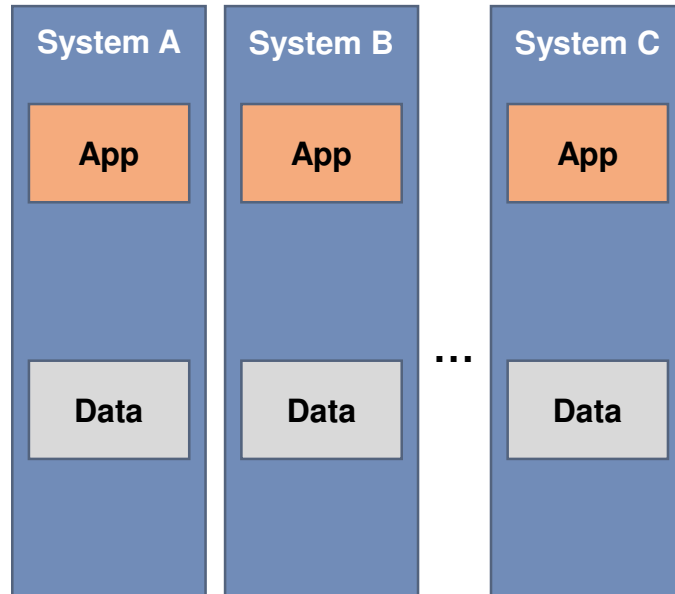 System A
System B
System C
App
App
App
...
Data
Data
Data